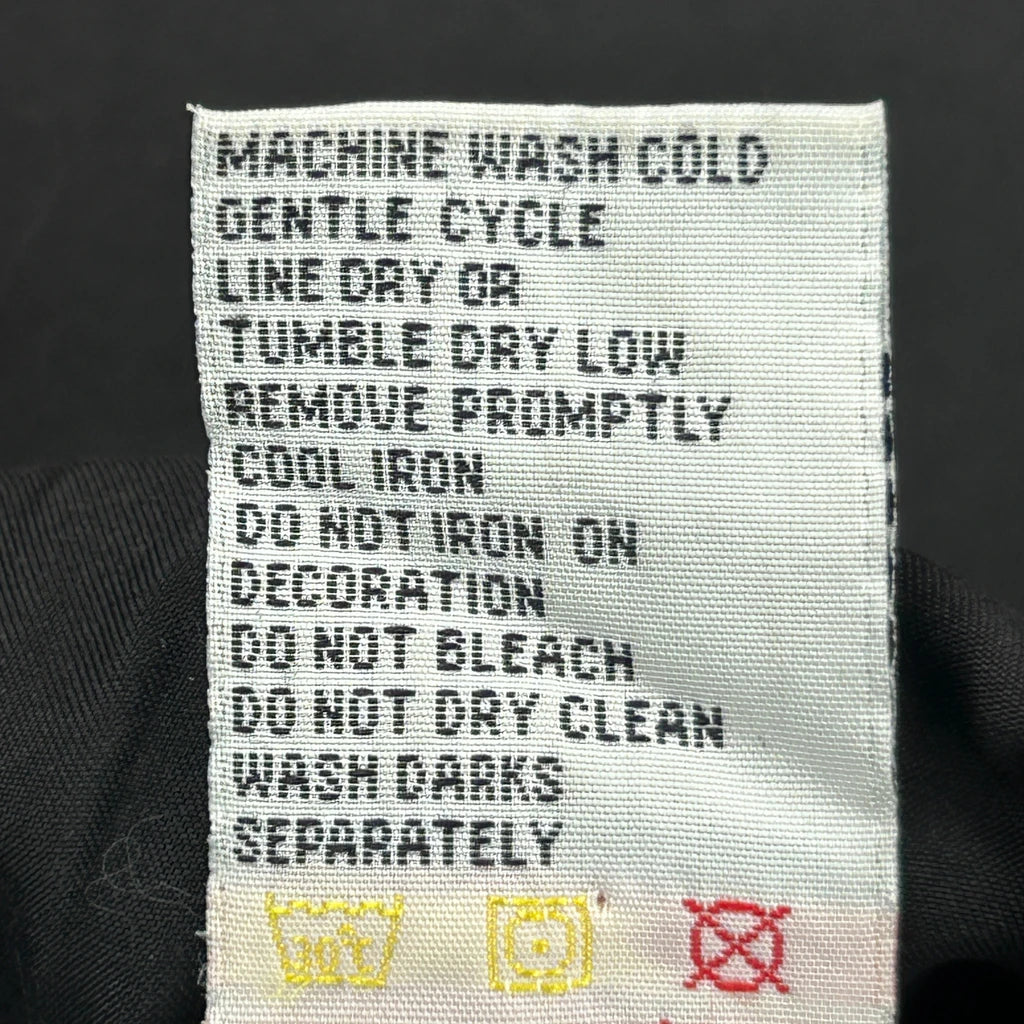 MACHINE WASH COLD
GENTLE CYCLE
LINE DRY OR
TUMBLE DRY LOW
REMOVE PROMPTLY
COOL IRON
DO NOT IRON ON
DECORATION
DO NOT BLEACH
DO NOT DRY CLEAN
WASH DARKS
SEPARATELY
30°C